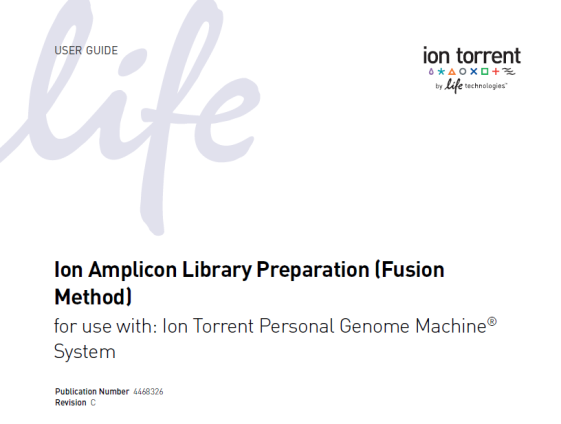 life
USER GUIDE
ion torrent
by life technologies™
Ion Amplicon Library Preparation (Fusion
Method)
for use with: Ion Torrent Personal Genome Machine®
System
Publication Number 4468326
Revision C